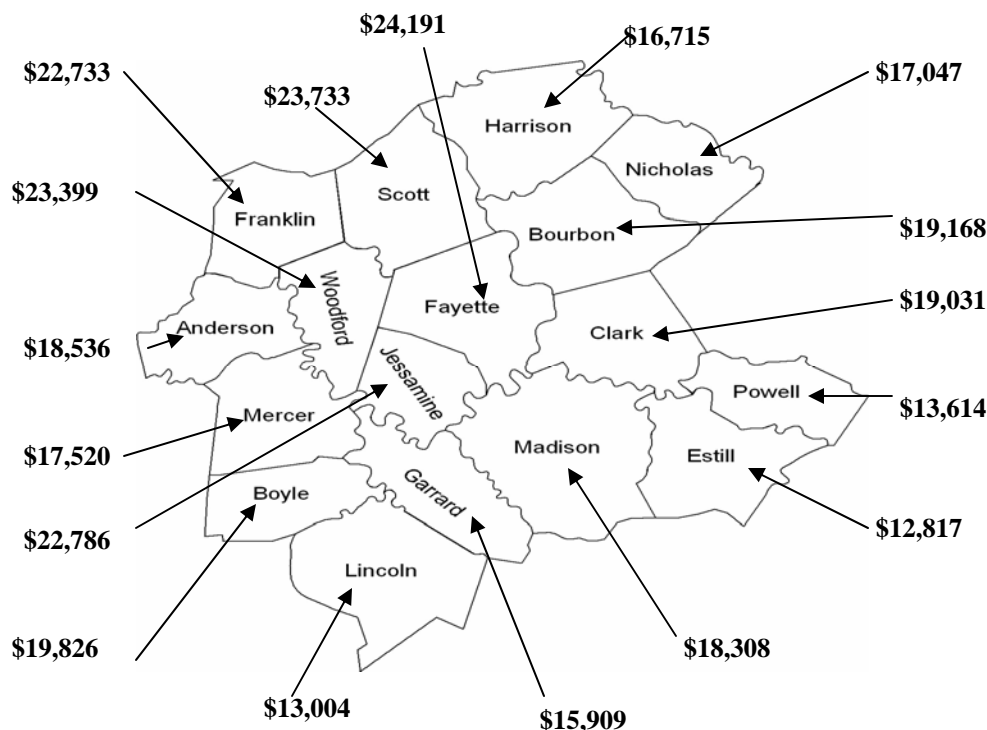 $24,191
$16,715
$22,733
$17,047
$23,733
Harrison
Nicholas
$23,399
Scott
Franklin
Bourbon
$19,168
Woodford
Fayette
$19,031
Anderson
Clark
$18,536
Jessamine
Powell
$13,614
Mercer
Madison
$17,520
Estill
Boyle
Garrard
$12,817
$22,786
Lincoln
$19,826
$18,308
$13,004
$15,909